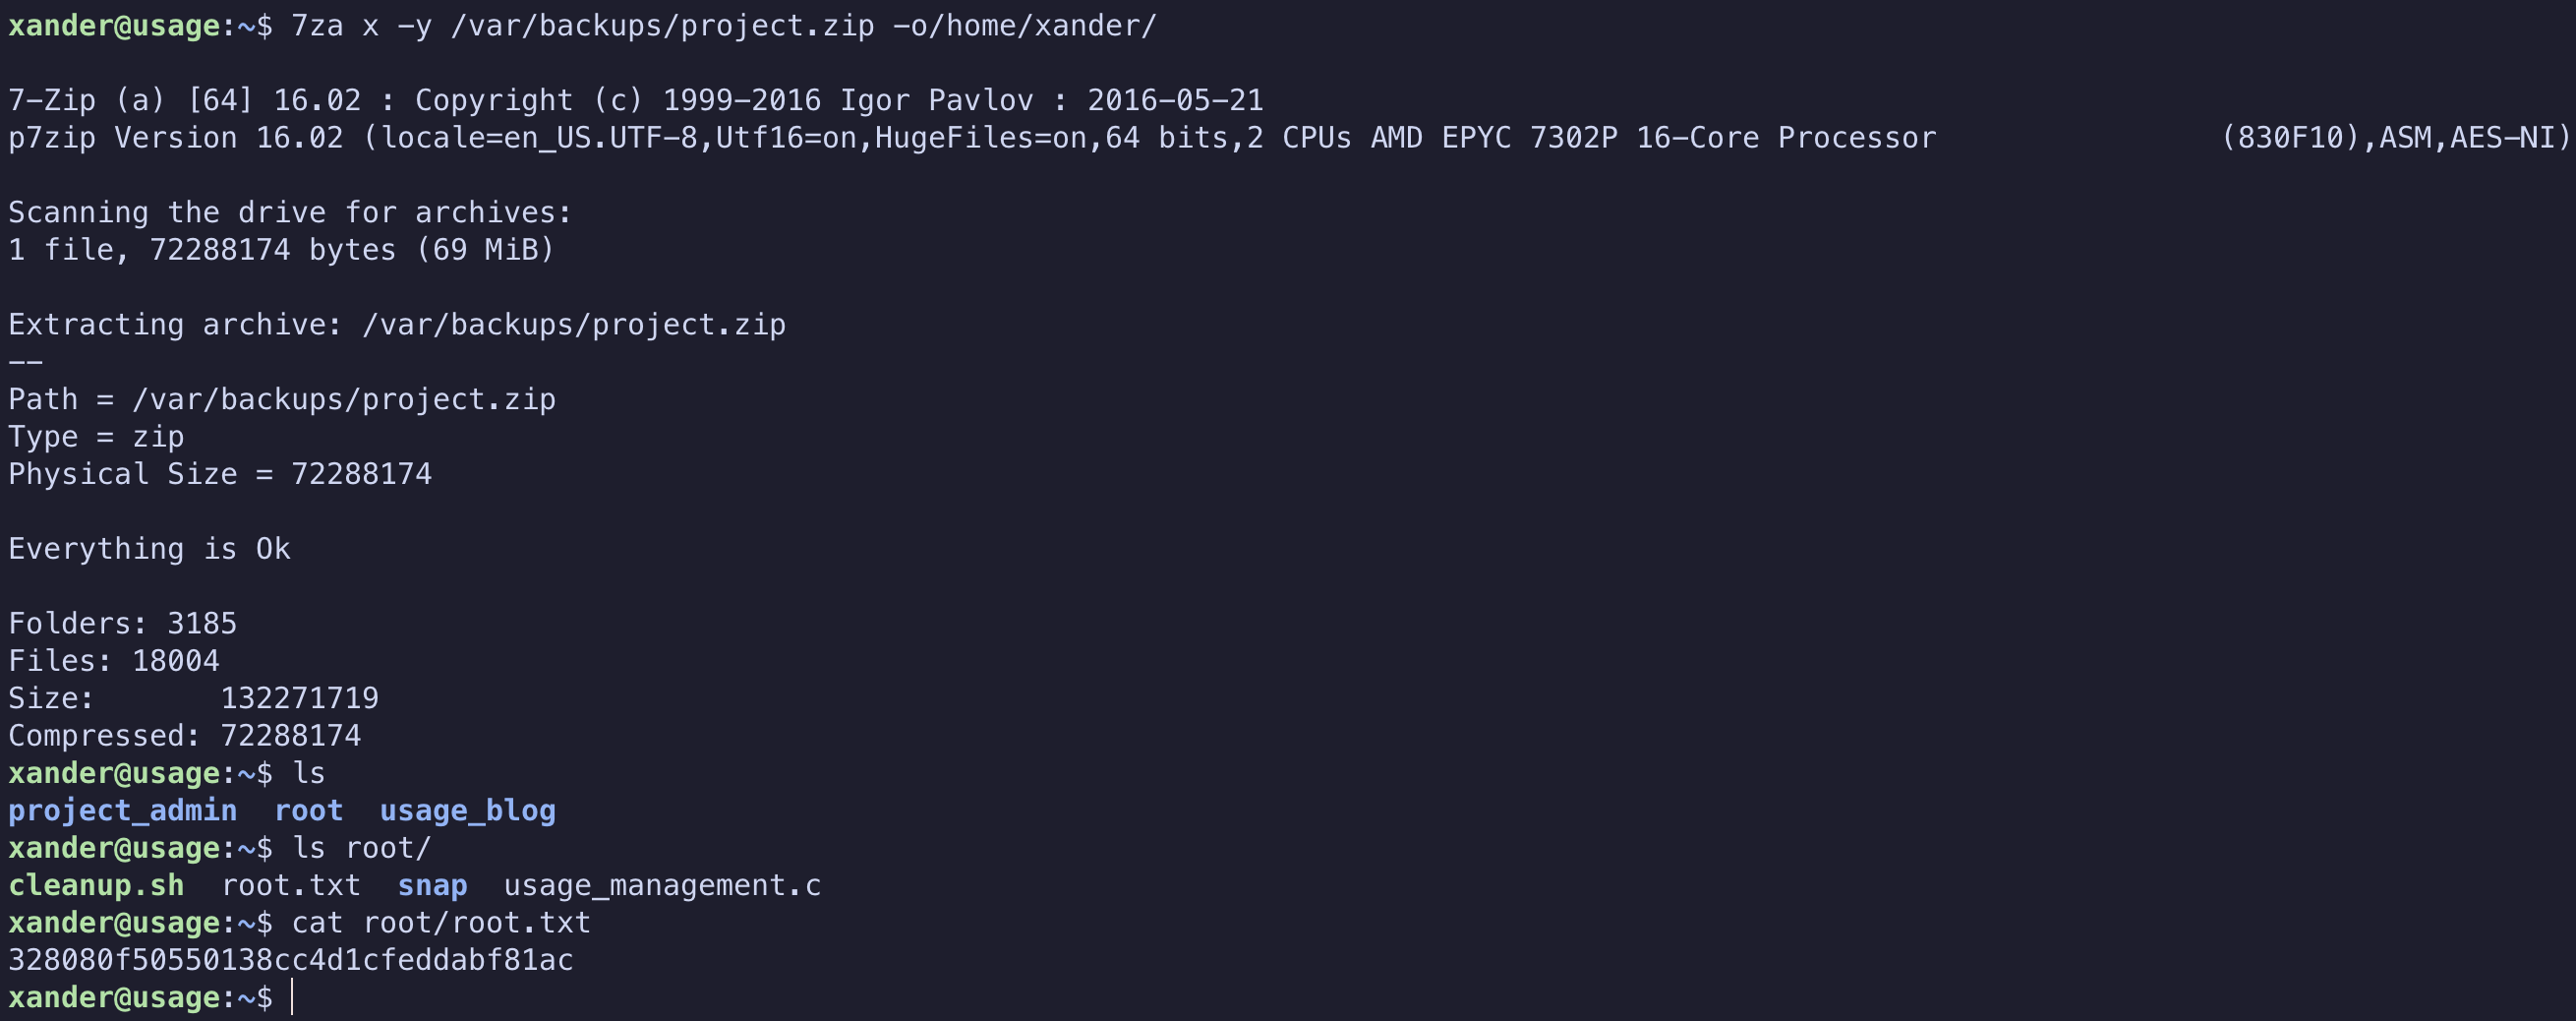 xander@usage:~$ 7za x -y /var/backups/project.zip -o/home/xander/
7-Zip (a) [64] 16.02 : Copyright (c) 1999-2016 Igor Pavlov : 2016-05-21
p7zip Version 16.02 (locale=en_US.UTF-8,Utf16=on,HugeFiles=on,64 bits,2 CPUs AMD EPYC 7302P 16-Core Processor                (830F10),ASM,AES-NI)
Scanning the drive for archives:
1 file, 72288174 bytes (69 MiB)
Extracting archive: /var/backups/project.zip
--
Path = /var/backups/project.zip
Type = zip
Physical Size = 72288174
Everything is Ok
Folders: 3185
Files: 18004
Size:       132271719
Compressed: 72288174
xander@usage:~$ ls
project_admin  root  usage_blog
xander@usage:~$ ls root/
cleanup.sh  root.txt  snap  usage_management.c
xander@usage:~$ cat root/root.txt
328080f50550138cc4d1cfeddabf81ac
xander@usage:~$